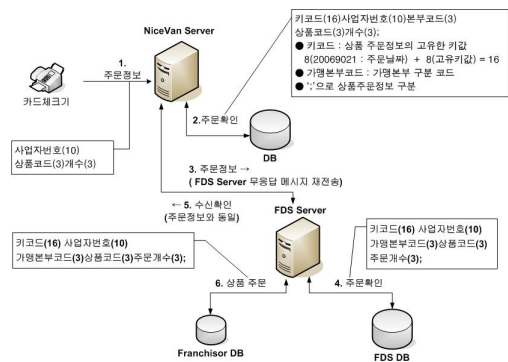 NiceVan Server
키코드(16)사업자번호(10)본부코드(3)
상품코드(3)개수(3);
● 키코드 : 상품 주문정보의 고유한 키값
8(20069021 : 주문날짜) + 8(고유키값) = 16
● 가맹본부코드 : 가맹본부 구분 코드
● ';'으로 상품주문정보 구분
1.
주문정보
카드체크기
2.주문확인
DB
사업자번호(10)
상품코드(3)개수(3)
3. 주문정보 →
( FDS Server 무응답 메시지 재전송)
← 5. 수신확인
(주문정보와 동일)
FDS Server
키코드(16) 사업자번호(10)
가맹본부코드(3)상품코드(3)주문개수(3);
키코드(16) 사업자번호(10)
가맹본부코드(3)상품코드(3)
주문개수(3);
6. 상품 주문
4. 주문확인
Franchisor DB
FDS DB